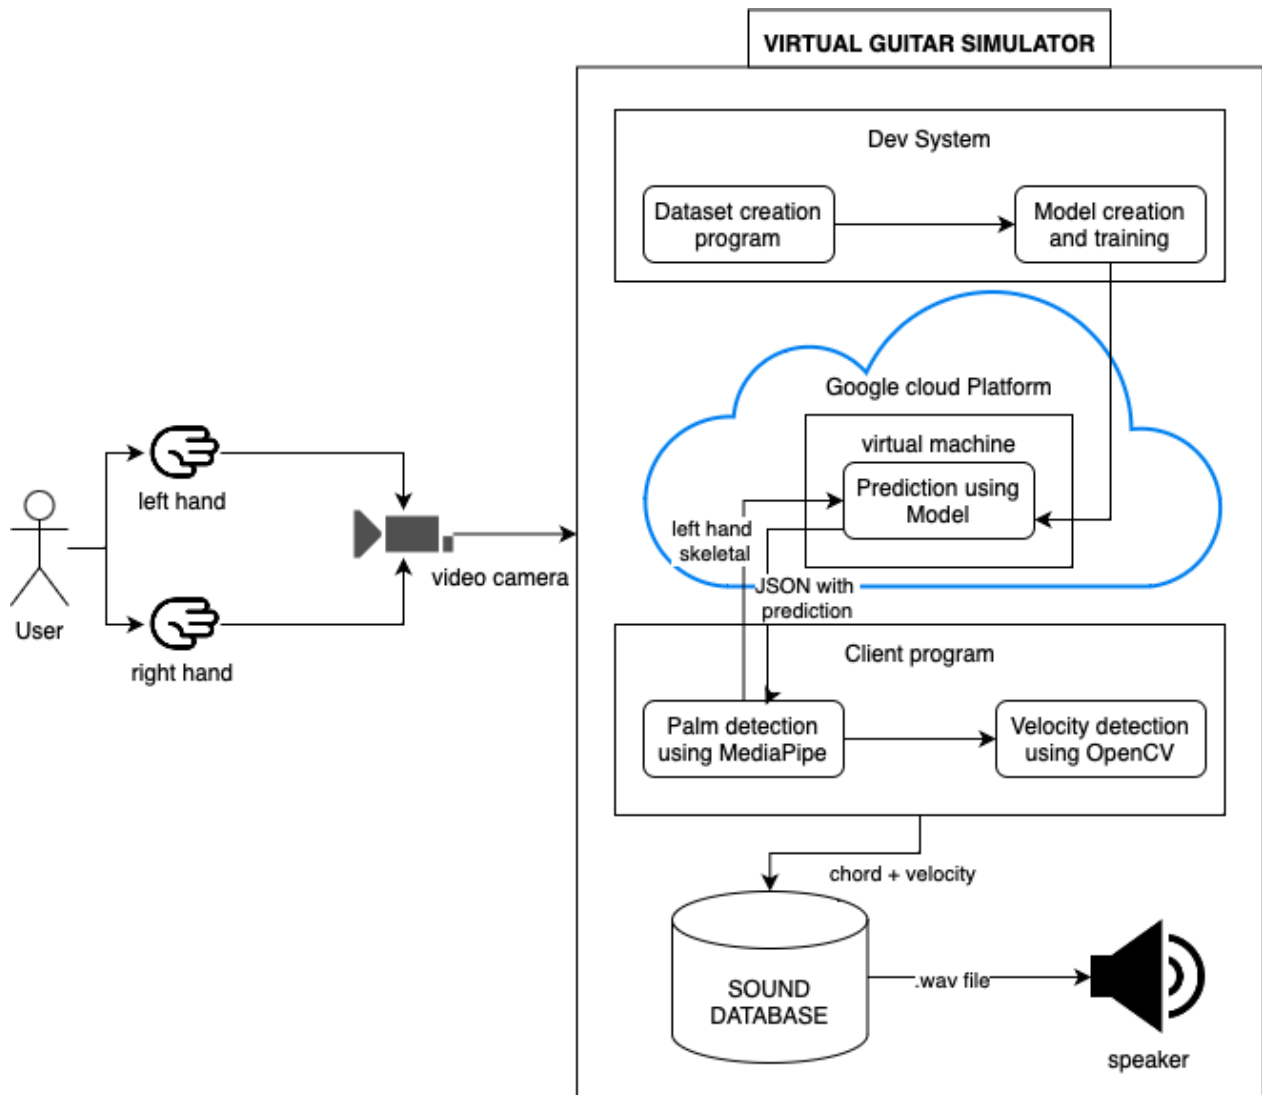 VIRTUAL GUITAR SIMULATOR
Dev System
Dataset creation
program
Model creation
and training
Google cloud Platform
virtual machine
Prediction using
Model
left hand
skeletal
JSON with
prediction
left hand
video camera
User
right hand
Client program
Palm detection
using MediaPipe
Velocity detection
using OpenCV
chord + velocity
SOUND
DATABASE
.wav file
speaker